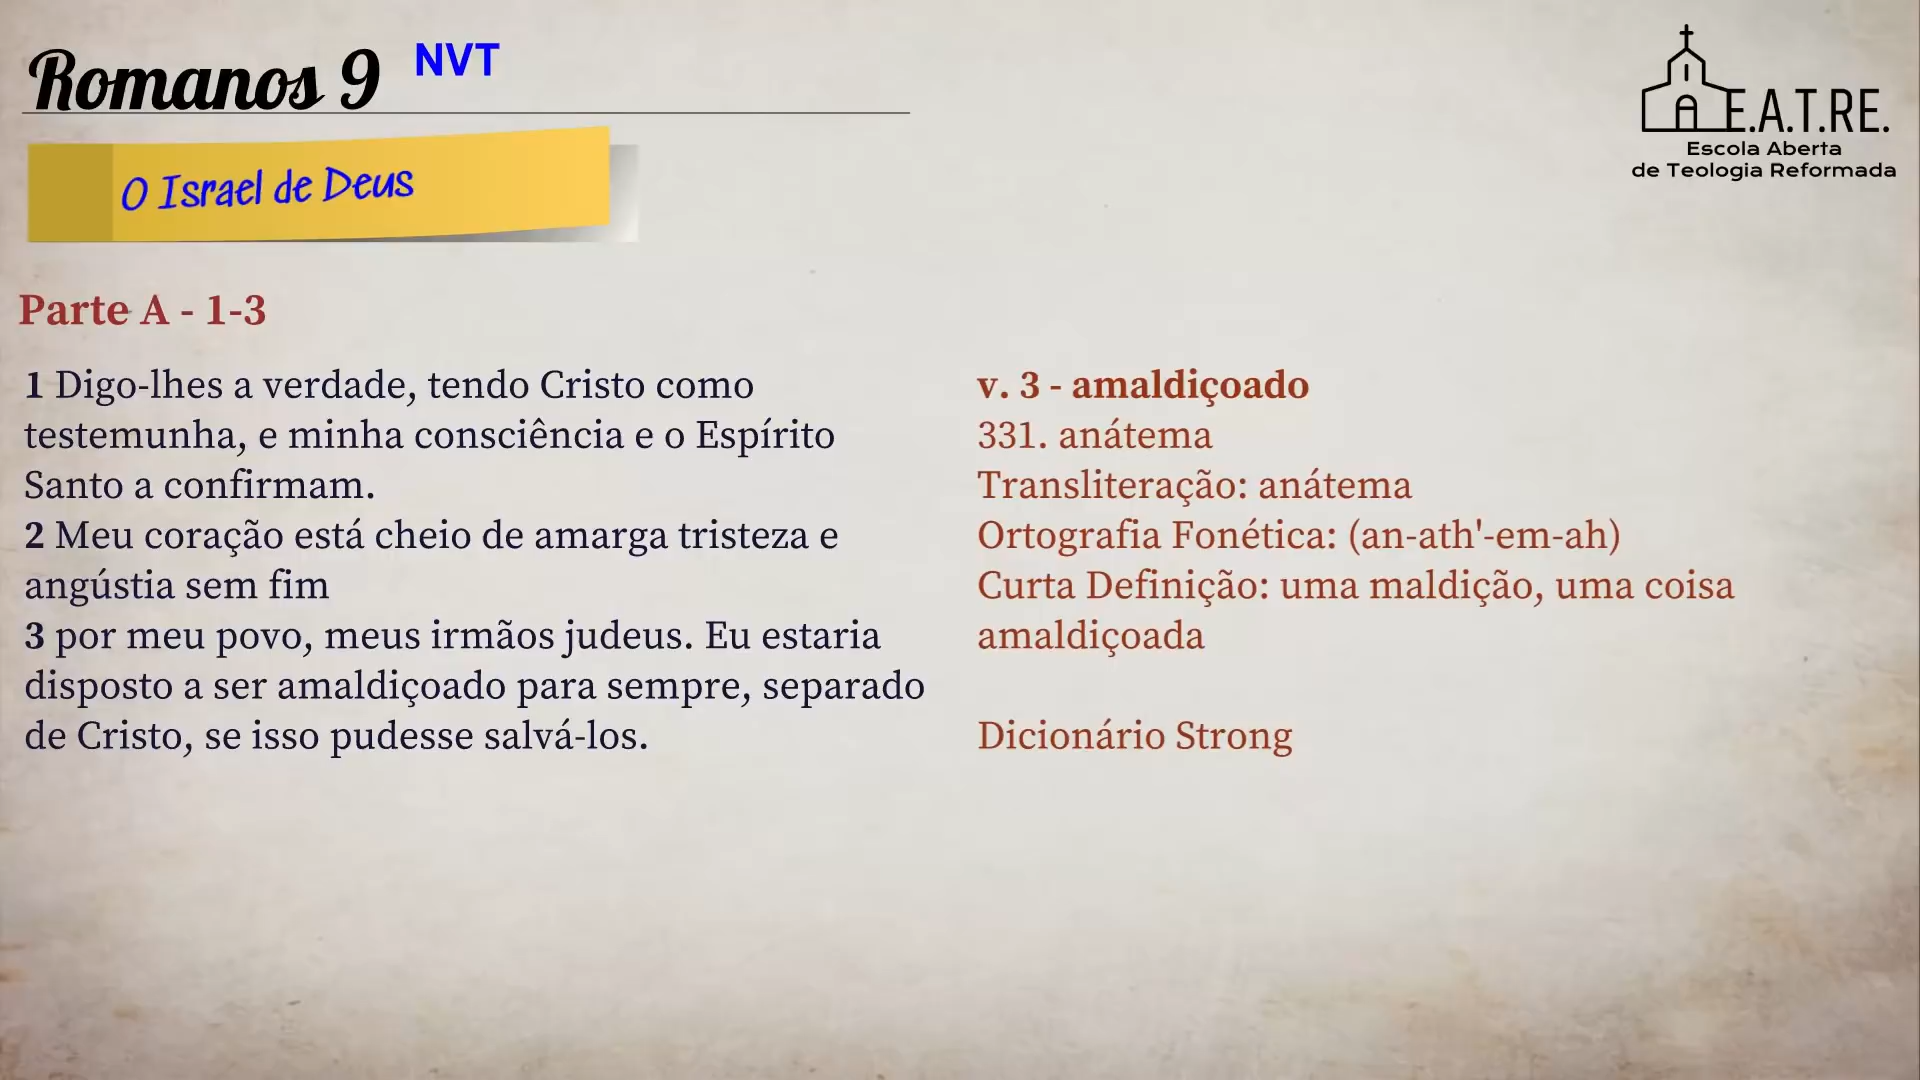 Romanos 9 NVT
E.A.T.RE.
Escola Aberta
de Teologia Reformada
O Israel de Deus
Parte A - 1-3
1 Digo-lhes a verdade, tendo Cristo como
testemunha, e minha consciência e o Espírito
Santo a confirmam.
2 Meu coração está cheio de amarga tristeza e
angústia sem fim
3 por meu povo, meus irmãos judeus. Eu estaria
disposto a ser amaldiçoado para sempre, separado
de Cristo, se isso pudesse salvá-los.
v. 3 - amaldiçoado
331. anátema
Transliteração: anátema
Ortografia Fonética: (an-ath'-em-ah)
Curta Definição: uma maldição, uma coisa
amaldiçoada
Dicionário Strong